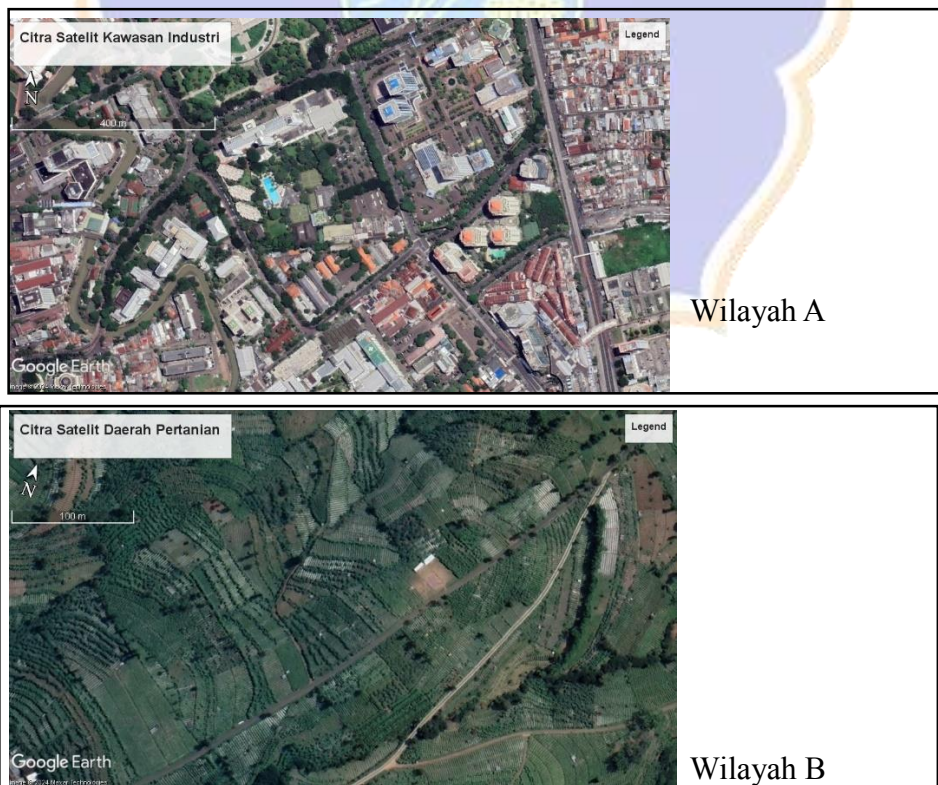 Citra Satelit Kawasan Industri
Legend
N
400 m
Google Earth
Wilayah A
Citra Satelit Daerah Pertanian
Legend
N
100 m
Google Earth
Wilayah B